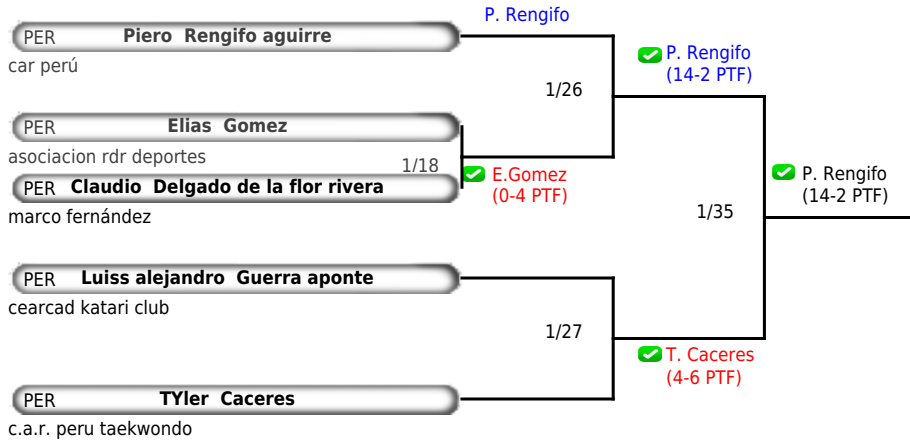 P. Rengifo
PER Piero Rengifo aguirre
car perú
P. Rengifo
(14-2 PTF)
1/26
PER Elias Gomez
asociacion rdr deportes
1/18
E.Gomez
(0-4 PTF)
PER Claudio Delgado de la flor rivera
marco fernández
P. Rengifo
(14-2 PTF)
1/35
PER Luiss alejandro Guerra aponte
cearcad katari club
1/27
T. Caceres
(4-6 PTF)
PER TYler Caceres
c.a.r. peru taekwondo